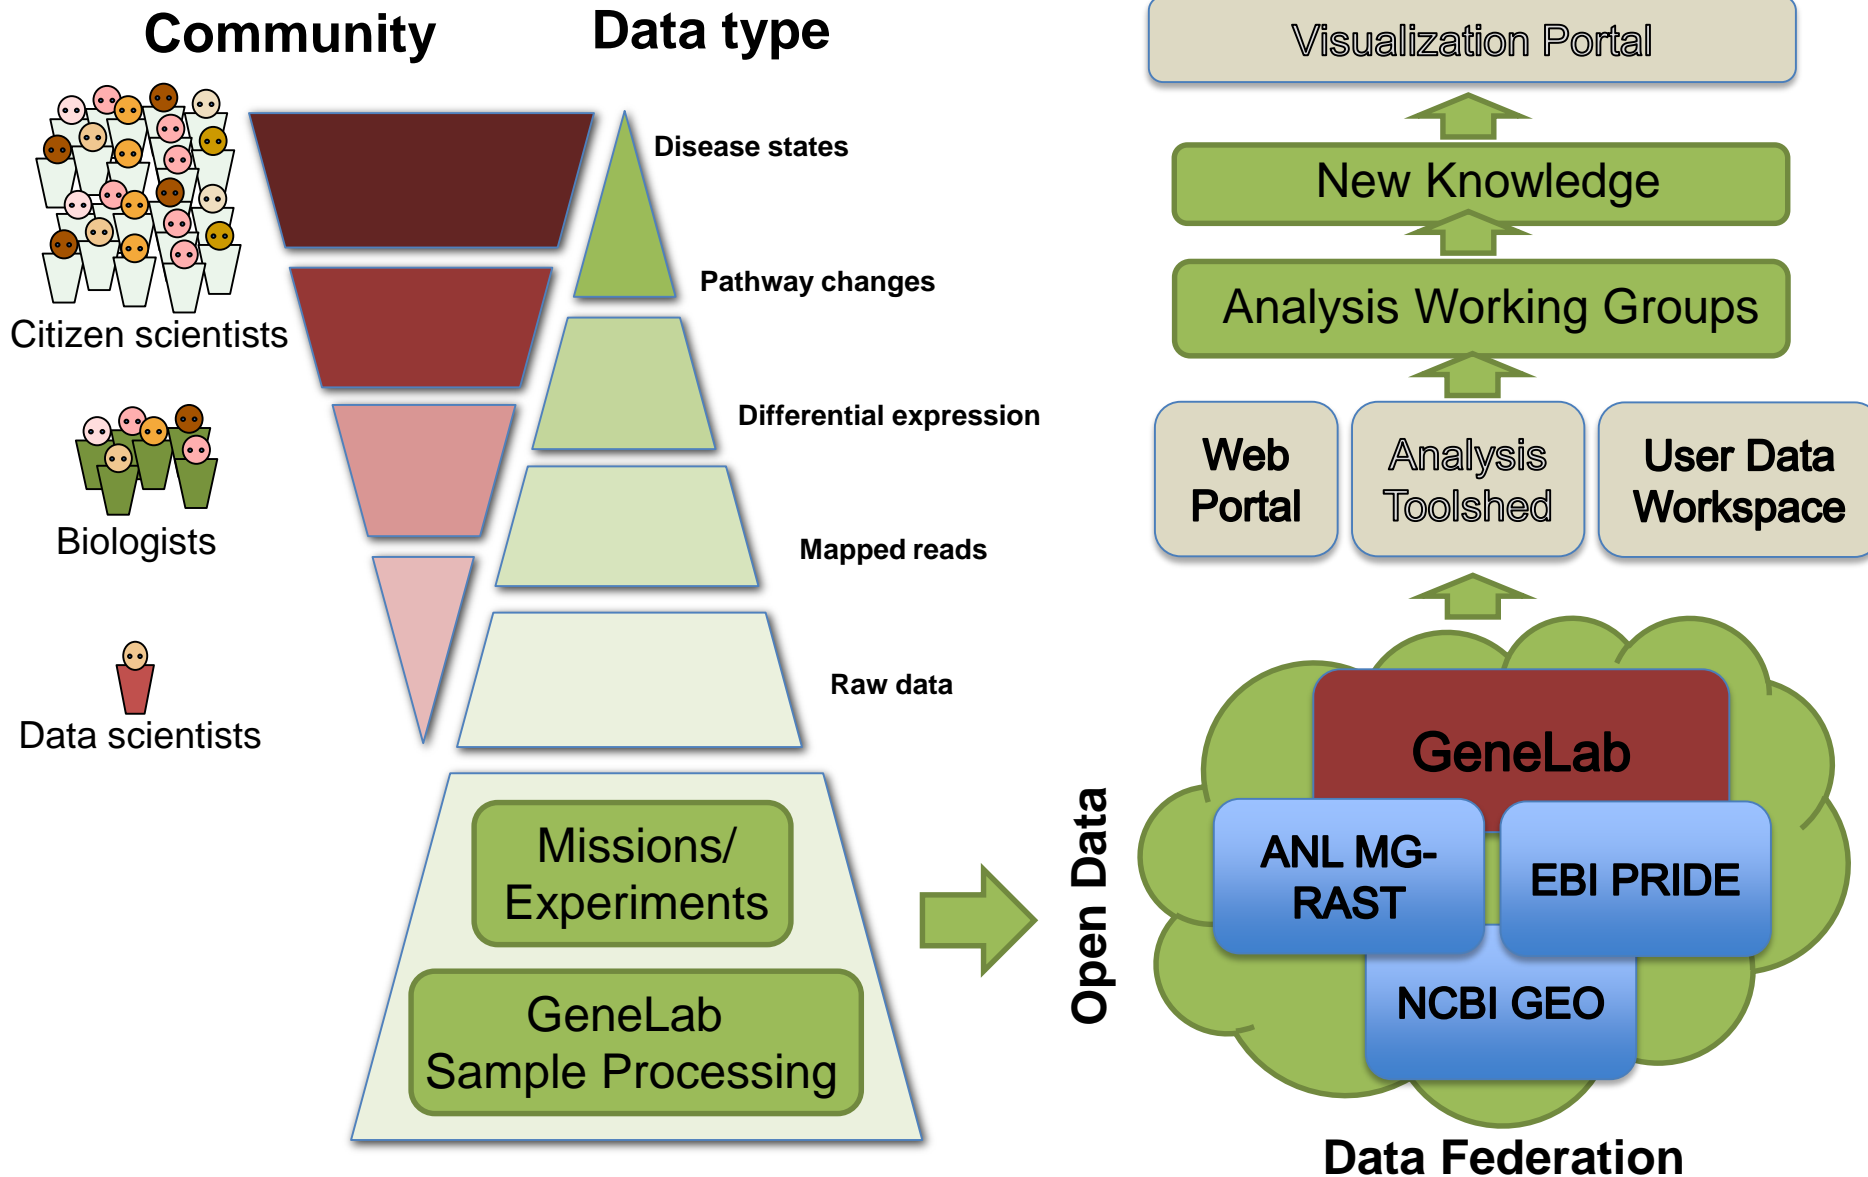 Community
Data type
Citizen scientists
Biologists
Data scientists
Disease states
Pathway changes
Differential expression
Mapped reads
Raw data
Missions/
Experiments
GeneLab
Sample Processing
Visualization Portal
New Knowledge
Analysis Working Groups
Web
Portal
Analysis
Toolshed
User Data
Workspace
Open Data
GeneLab
ANL MG-
RAST
EBI PRIDE
NCBI GEO
Data Federation